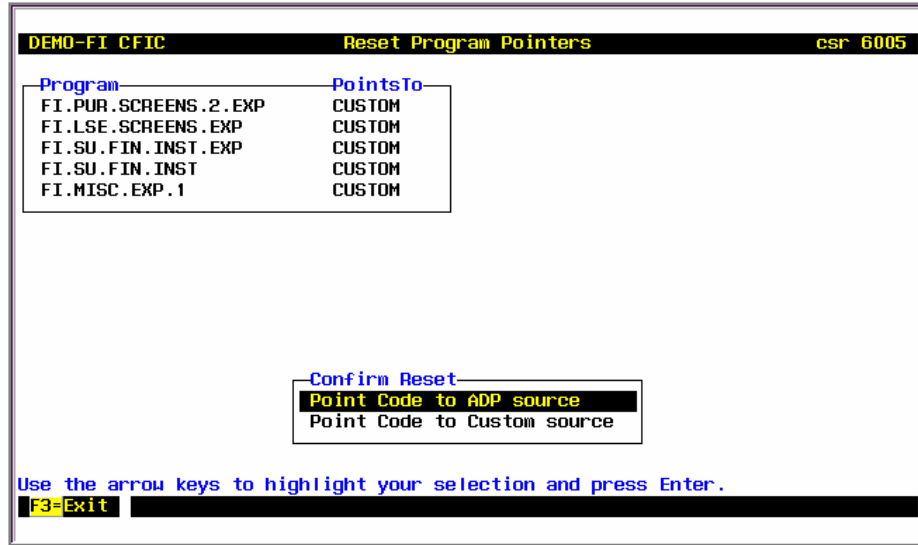 DEMO-FI CFIC Reset Program Pointers csr 6005
Program PointsTo
FI.PUR.SCREENS.2.EXP CUSTOM
FI.LSE.SCREENS.EXP CUSTOM
FI.SU.FIN.INST.EXP CUSTOM
FI.SU.FIN.INST CUSTOM
FI.MISC.EXP.1 CUSTOM
Confirm Reset
Point Code to ADP source
Point Code to Custom source
Use the arrow keys to highlight your selection and press Enter.
F3=Exit